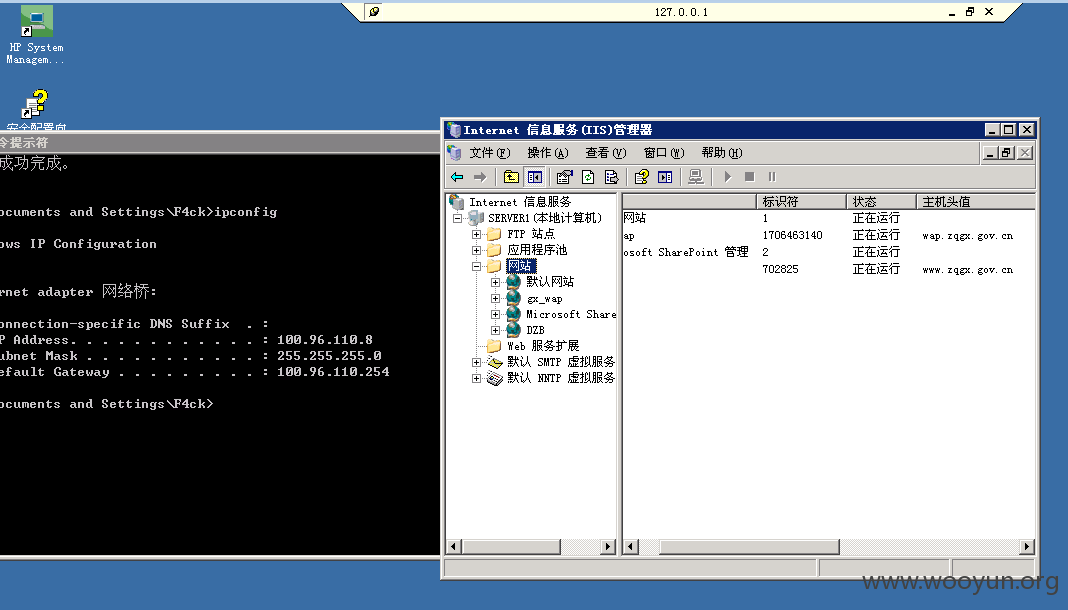 127.0.0.1
HP System
Managem...
安全配置向
令提示符
成功完成。
ocuments and Settings\F4ck>ipconfig
ows IP Configuration
rnet adapter 网络桥:
onnection-specific DNS Suffix  . :
P Address. . . . . . . . . . . . : 100.96.110.8
ubnet Mask . . . . . . . . . . . : 255.255.255.0
efault Gateway . . . . . . . . . : 100.96.110.254
ocuments and Settings\F4ck>
Internet 信息服务(IIS)管理器
文件(F) 操作(A) 查看(V) 窗口(W) 帮助(H)
Internet 信息服务
SERVER1(本地计算机)
FTP 站点
应用程序池
网站
默认网站
gx_wap
Microsoft Share
DZB
Web 服务扩展
默认 SMTP 虚拟服务
默认 NNTP 虚拟服务
标识符 状态 主机头值
网站 1 正在运行
ap 1706463140 正在运行 wap.zqgx.gov.cn
osoft SharePoint 管理 2 正在运行
702825 正在运行 www.zqgx.gov.cn
www.wooyun.org